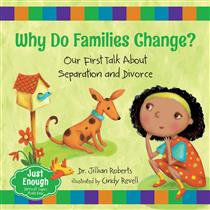 Why Do Families Change?
Our First Talk About
Separation and Divorce
Just
Enough
Dr. Jillian Roberts
illustrated by Cindy Revell